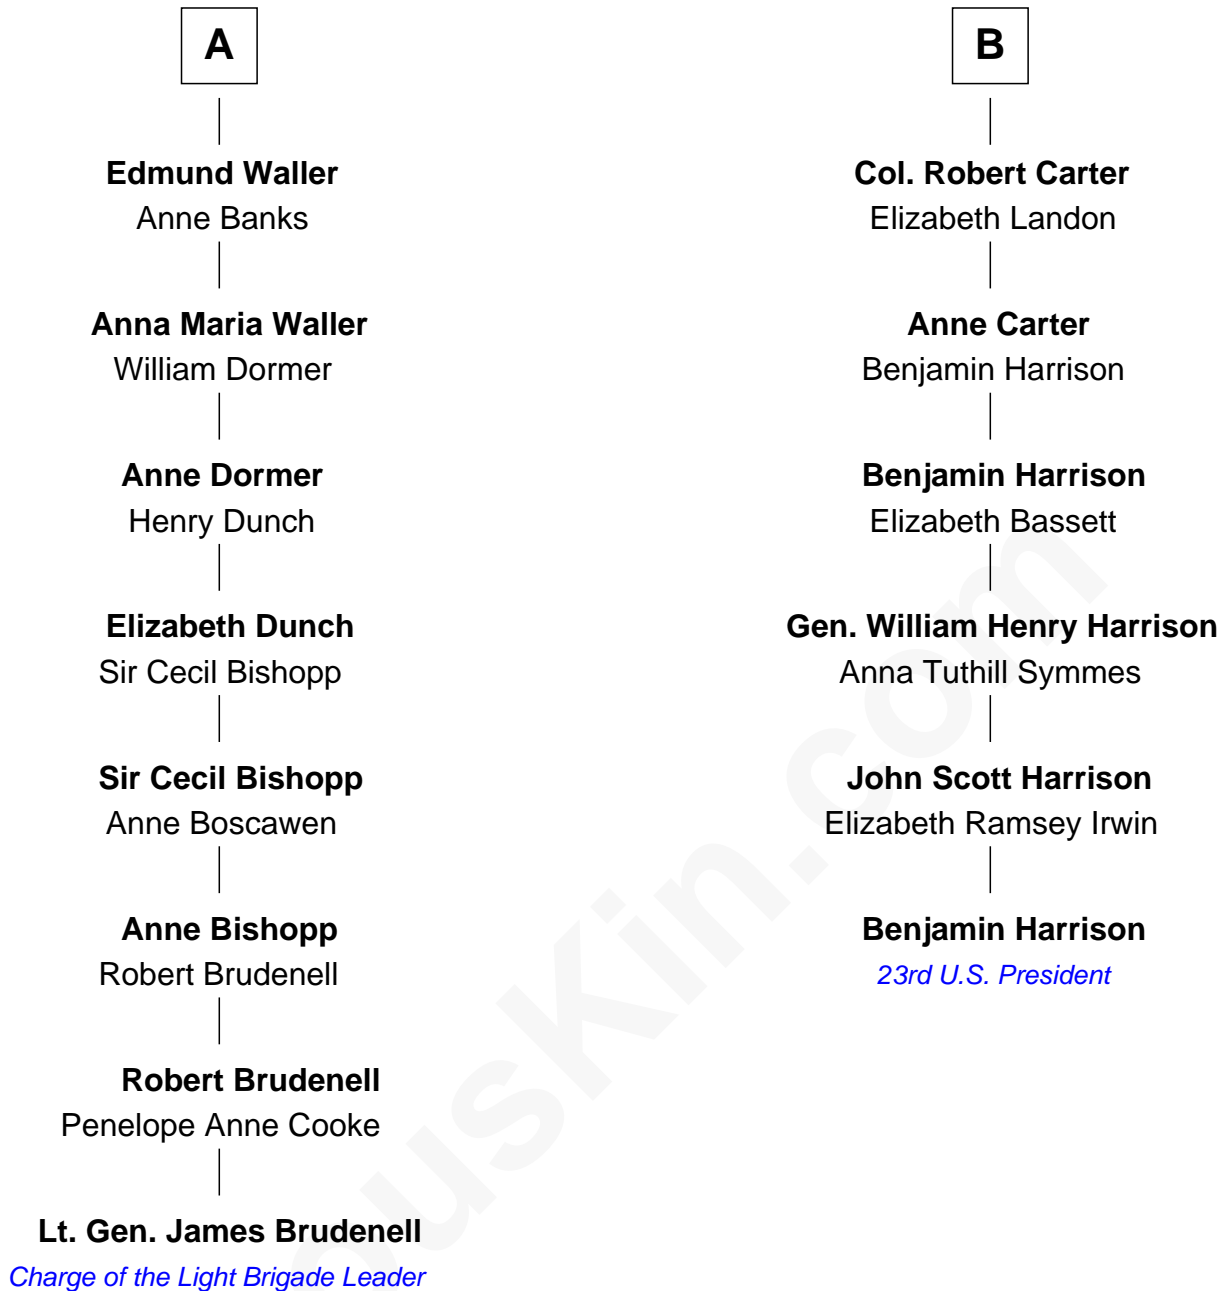 A
Edmund Waller
Anne Banks
Anna Maria Waller
William Dormer
Anne Dormer
Henry Dunch
Elizabeth Dunch
Sir Cecil Bishopp
Sir Cecil Bishopp
Anne Boscawen
Anne Bishopp
Robert Brudenell
Robert Brudenell
Penelope Anne Cooke
Lt. Gen. James Brudenell
Charge of the Light Brigade Leader
B
Col. Robert Carter
Elizabeth Landon
Anne Carter
Benjamin Harrison
Benjamin Harrison
Elizabeth Bassett
Gen. William Henry Harrison
Anna Tuthill Symmes
John Scott Harrison
Elizabeth Ramsey Irwin
Benjamin Harrison
23rd U.S. President
ousKin.com